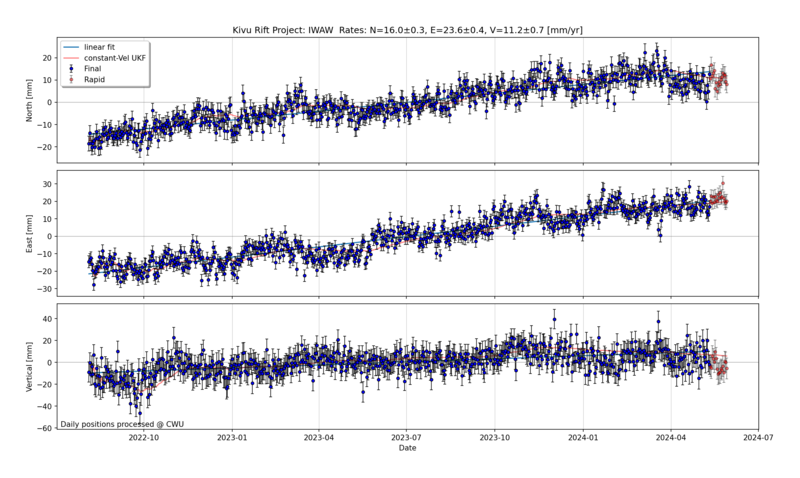 Kivu Rift Project: IWAW  Rates: N=16.0±0.3, E=23.6±0.4, V=11.2±0.7 [mm/yr]
linear fit
constant-Vel UKF
Final
Rapid
North [mm]
20
10
0
−10
−20
East [mm]
30
20
10
0
−10
−20
−30
Vertical [mm]
40
20
0
−20
−40
−60
Daily positions processed @ CWU
2022-10
2023-01
2023-04
2023-07
2023-10
2024-01
2024-04
2024-07
Date